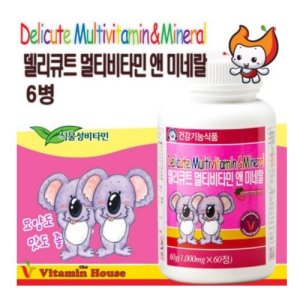 Delicute Multivitamin&Mineral
델리큐트 멀티비타민 앤 미네랄
6병
식물성비타민
모양도
맛도 좋
the
Vitamin House
건강기능식품
Delicute Multivitamin&Mineral
델리큐트 멀티비타민 앤 미네랄
60g(1,000mg×60정)